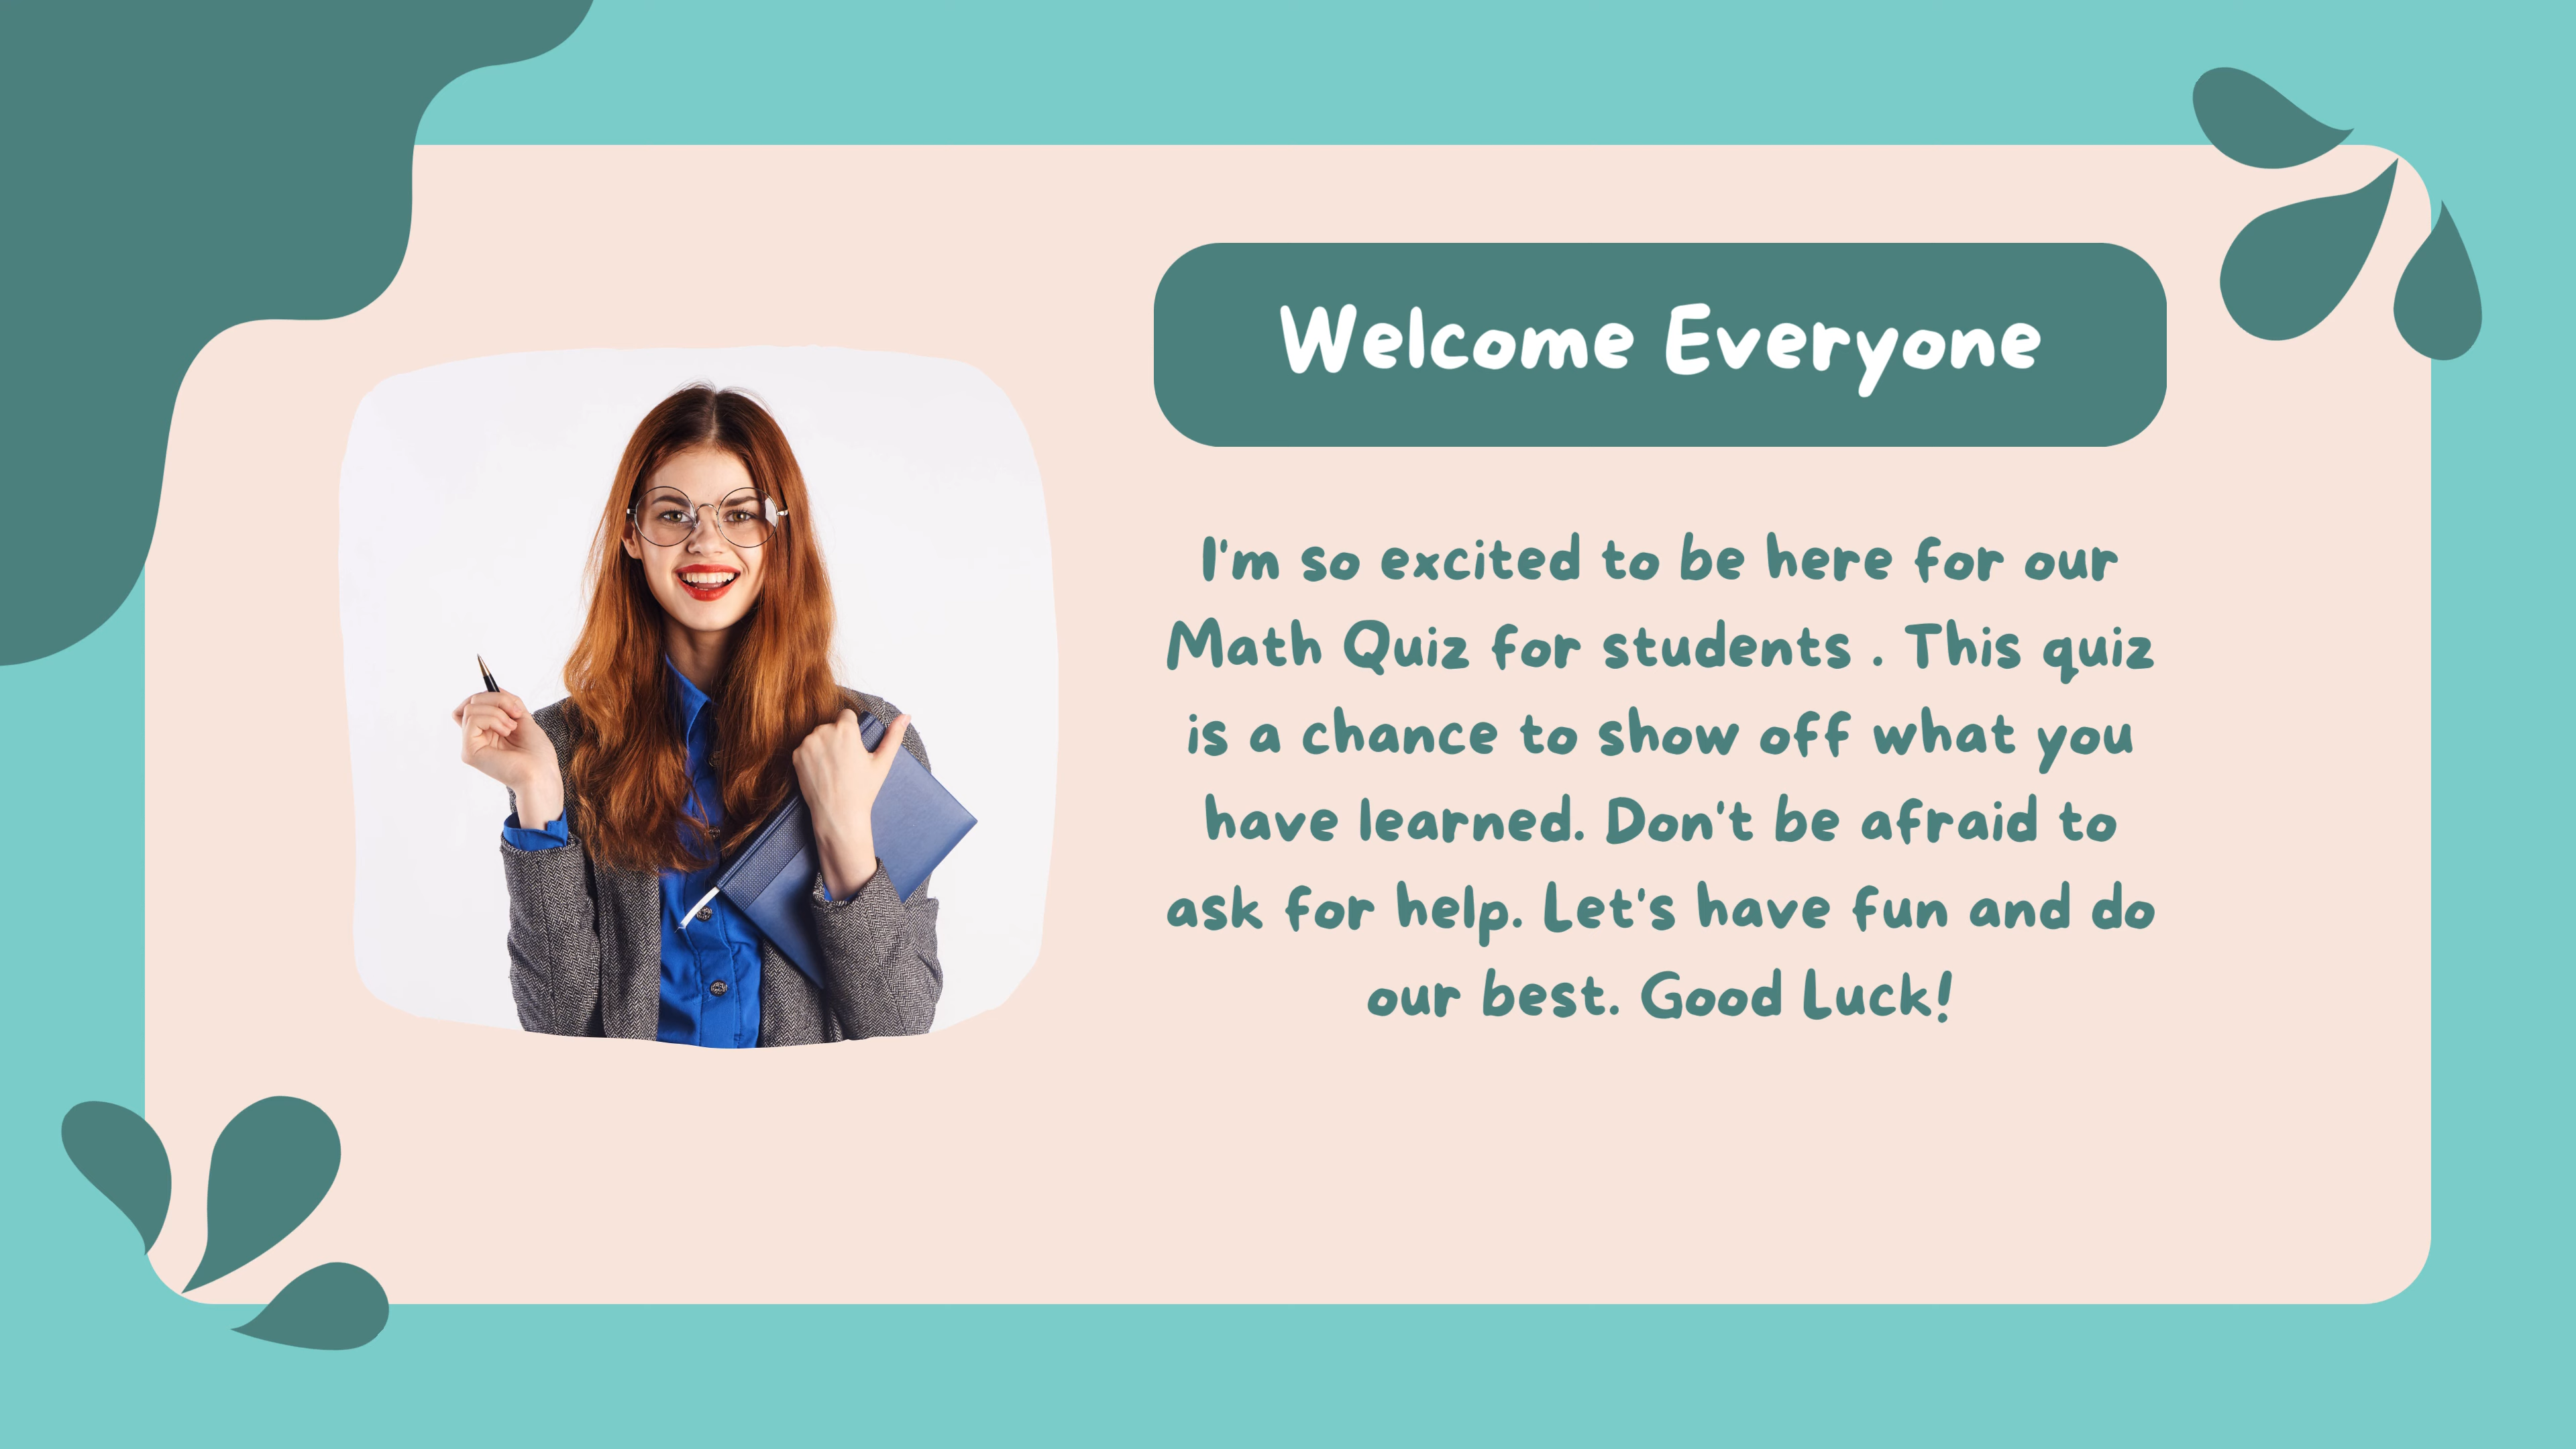 Welcome Everyone
I'm so excited to be here for our
Math Quiz for students . This quiz
is a chance to show off what you
have learned. Don't be afraid to
ask for help. Let's have fun and do
our best. Good Luck!